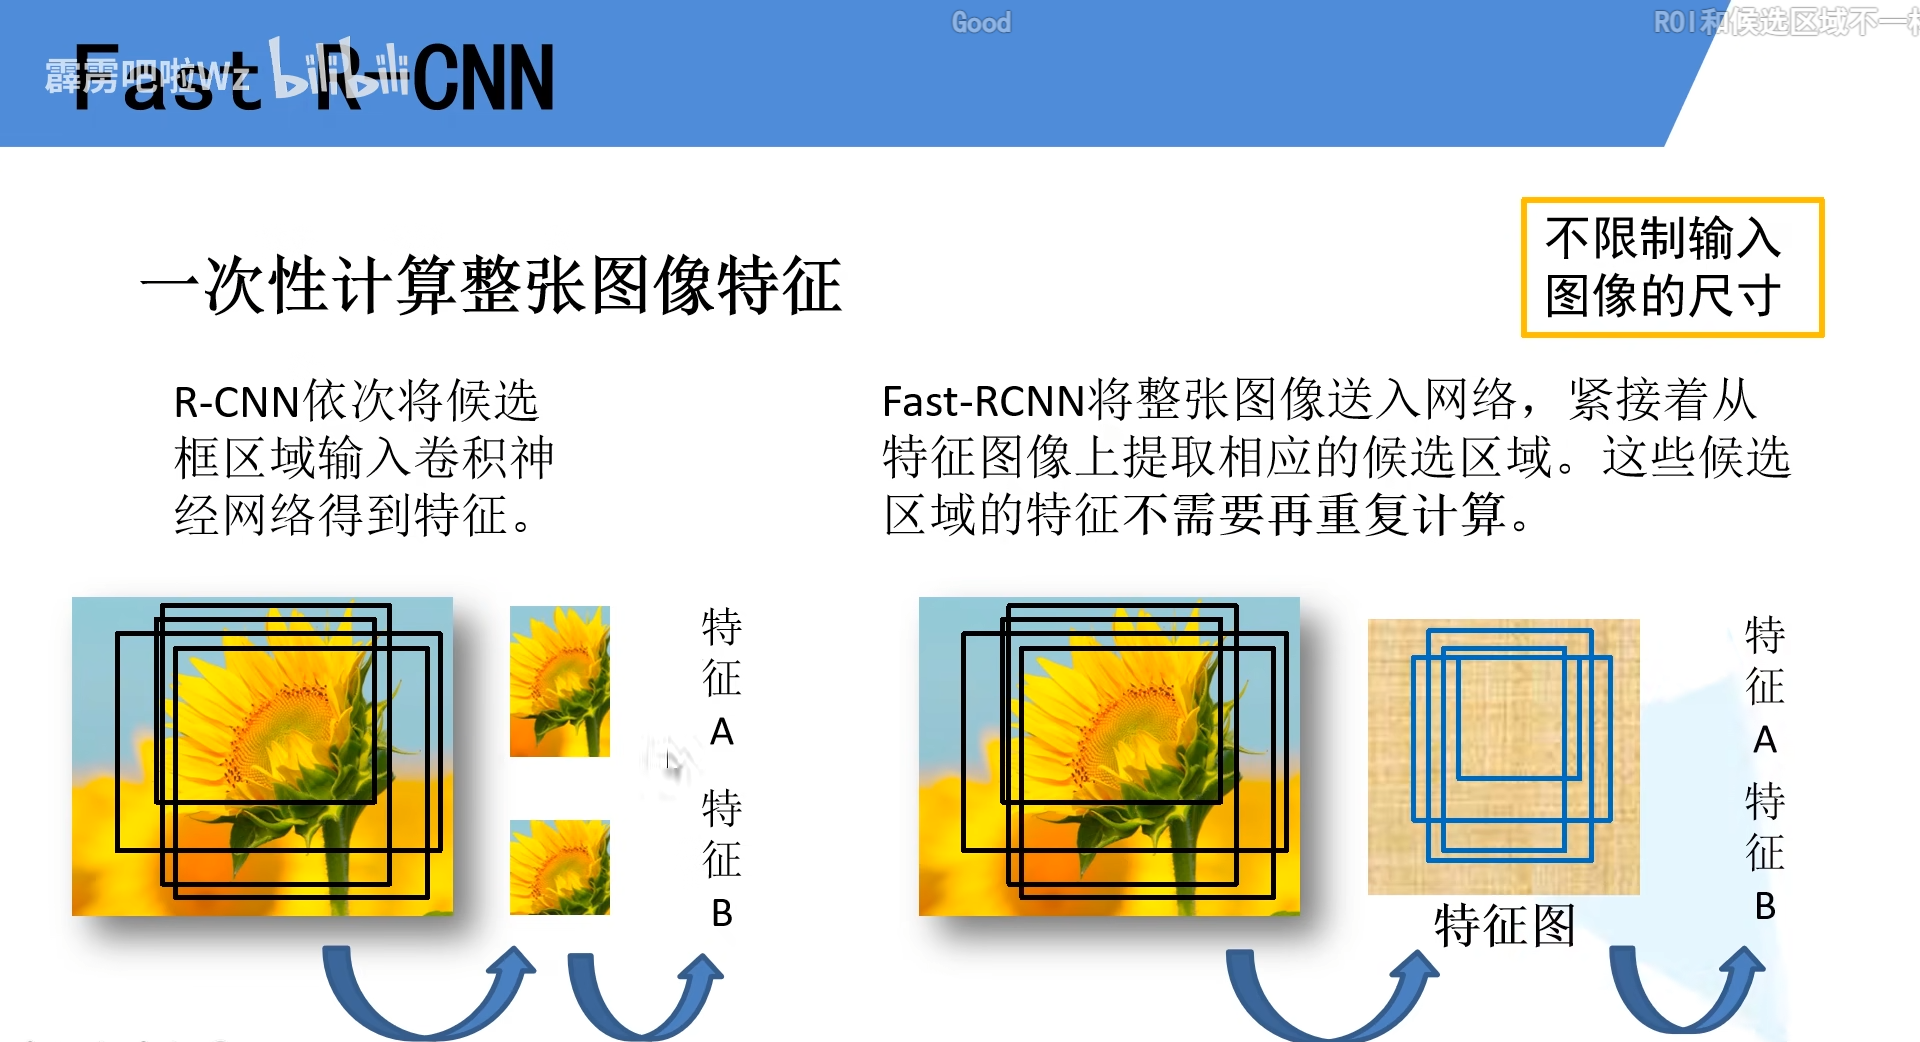 Good
ROI和候选区域不一样
霹雳吧啦Wz bilibili
Fast R-CNN
不限制输入
图像的尺寸
一次性计算整张图像特征
R-CNN依次将候选
框区域输入卷积神
经网络得到特征。
Fast-RCNN将整张图像送入网络，紧接着从
特征图像上提取相应的候选区域。这些候选
区域的特征不需要再重复计算。
特
征
A
特
征
B
特
征
A
特
征
B
特征图